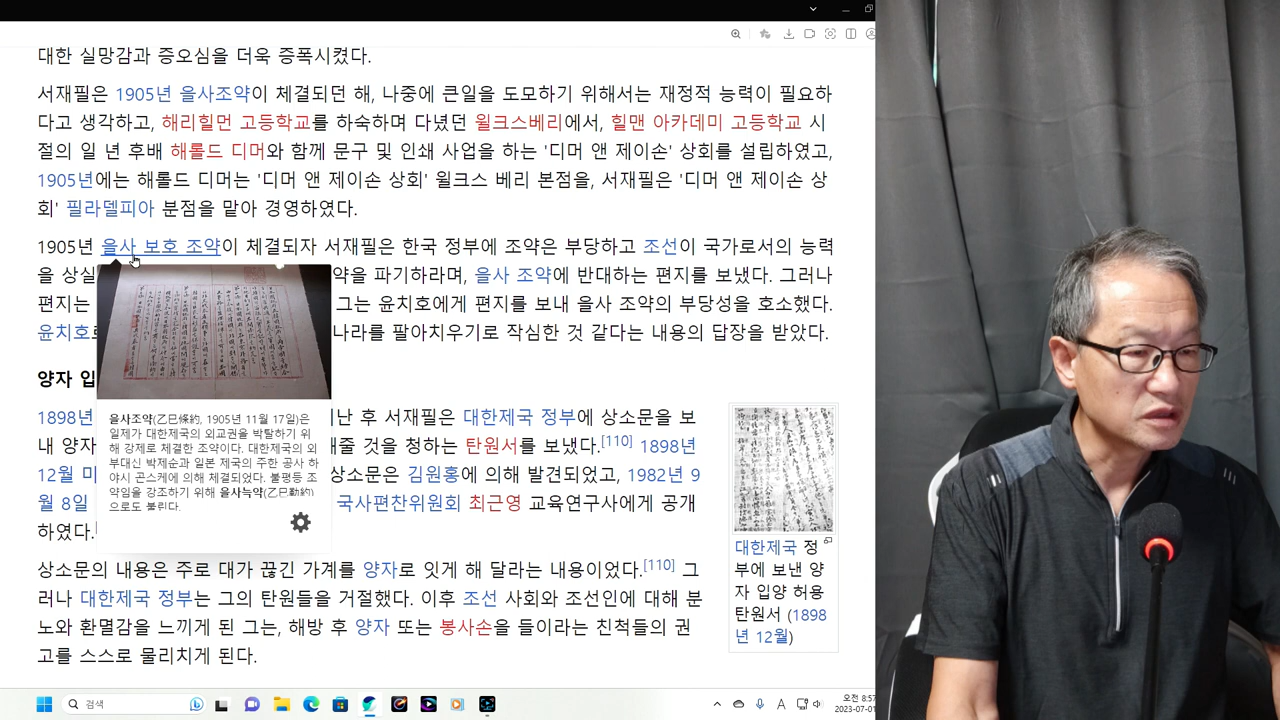 대한 실망감과 증오심을 더욱 증폭시켰다.
서재필은 1905년 을사조약이 체결되던 해, 나중에 큰일을 도모하기 위해서는 재정적 능력이 필요하
다고 생각하고, 해리힐먼 고등학교를 하숙하며 다녔던 윌크스베리에서, 힐맨 아카데미 고등학교 시
절의 일 년 후배 해롤드 디머와 함께 문구 및 인쇄 사업을 하는 '디머 앤 제이손' 상회를 설립하였고,
1905년에는 해롤드 디머는 '디머 앤 제이손 상회' 윌크스 베리 본점을, 서재필은 '디머 앤 제이손 상
회' 필라델피아 분점을 맡아 경영하였다.
1905년 을사 보호 조약이 체결되자 서재필은 한국 정부에 조약은 부당하고 조선이 국가로서의 능력
을 상실 약을 파기하라며, 을사 조약에 반대하는 편지를 보냈다. 그러나
편지는 그는 윤치호에게 편지를 보내 을사 조약의 부당성을 호소했다.
윤치호로 나라를 팔아치우기로 작심한 것 같다는 내용의 답장을 받았다.
을사조약(乙巳條約, 1905년 11월 17일)은
일제가 대한제국의 외교권을 박탈하기 위
해 강제로 체결한 조약이다. 대한제국의 외
부대신 박제순과 일본 제국의 주한 공사 하
야시 곤스케에 의해 체결되었다. 불평등 조
약임을 강조하기 위해 을사늑약(乙巳勒約)
으로도 불린다.
양자 입
1898년 난 후 서재필은 대한제국 정부에 상소문을 보
내 양자 해줄 것을 청하는 탄원서를 보냈다.[110] 1898년
12월 미 상소문은 김원홍에 의해 발견되었고, 1982년 9
월 8일 국사편찬위원회 최근영 교육연구사에게 공개
하였다.
상소문의 내용은 주로 대가 끊긴 가계를 양자로 잇게 해 달라는 내용이었다.[110] 그
러나 대한제국 정부는 그의 탄원들을 거절했다. 이후 조선 사회와 조선인에 대해 분
노와 환멸감을 느끼게 된 그는, 해방 후 양자 또는 봉사손을 들이라는 친척들의 권
고를 스스로 물리치게 된다.
대한제국 정
부에 보낸 양
자 입양 허용
탄원서 (1898
년 12월)
검색
A
오전 8:57
2023-07-01